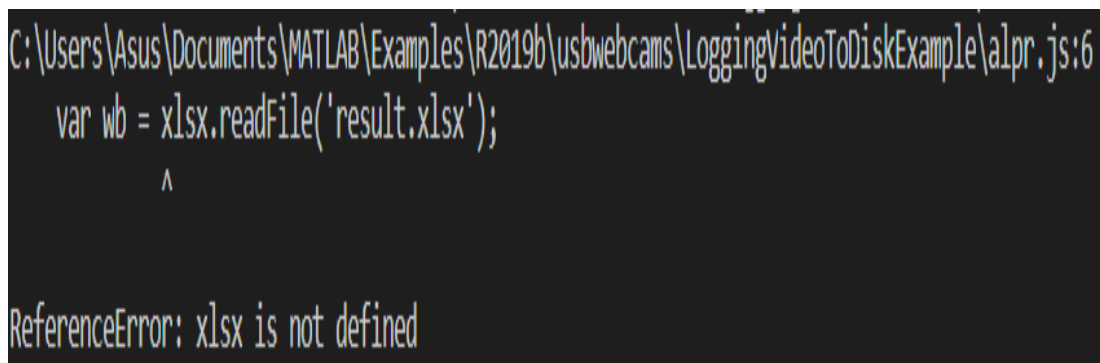 C:\Users\Asus\Documents\MATLAB\Examples\R2019b\usbwebcams\LoggingVideoToDiskExample\alpr.js:6
var wb = xlsx.readFile('result.xlsx');
^
ReferenceError: xlsx is not defined